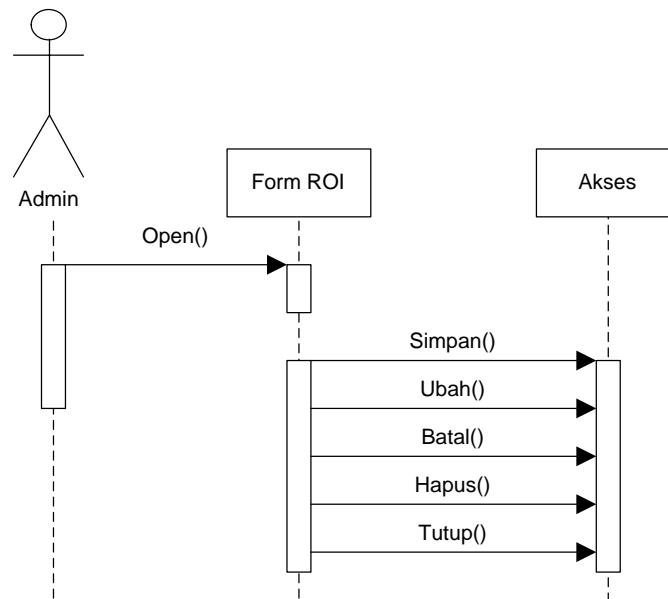 Admin
Form ROI
Akses
Open()
Simpan()
Ubah()
Batal()
Hapus()
Tutup()